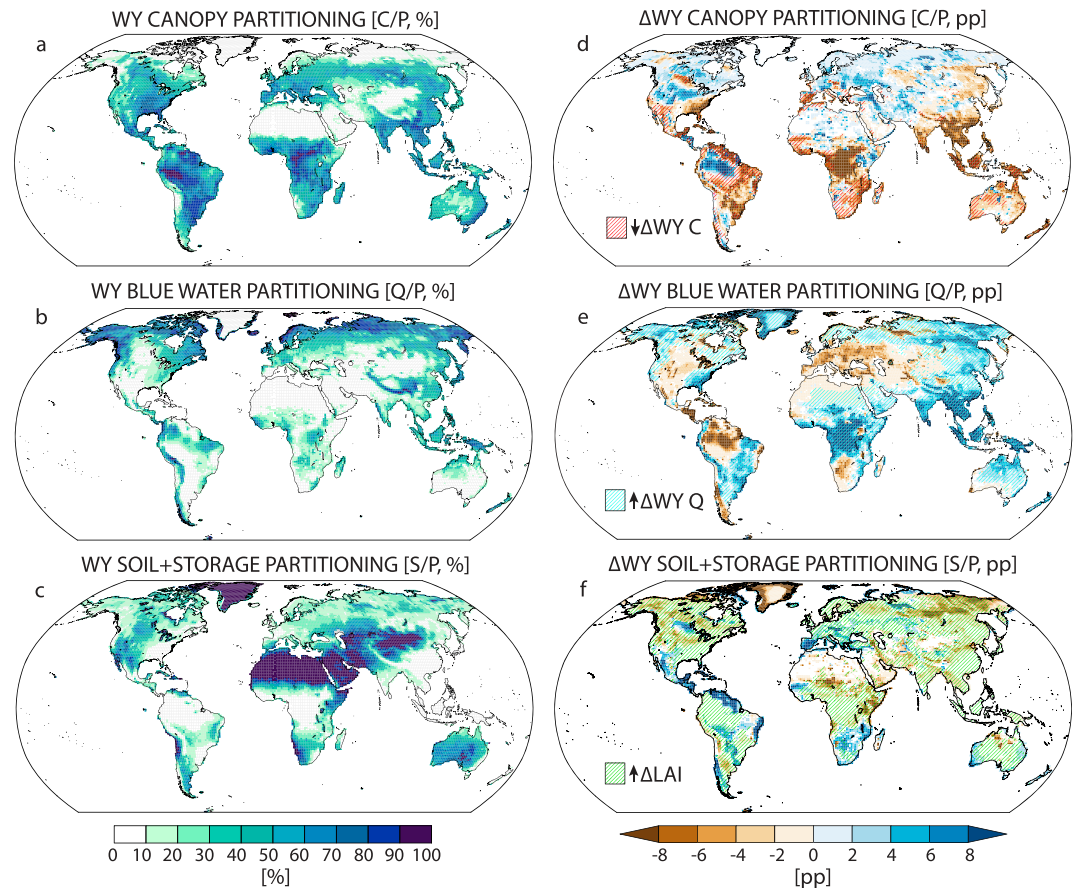 WY CANOPY PARTITIONING [C/P, %]
a
WY BLUE WATER PARTITIONING [Q/P, %]
b
WY SOIL+STORAGE PARTITIONING [S/P, %]
c
0 10 20 30 40 50 60 70 80 90 100
[%]
ΔWY CANOPY PARTITIONING [C/P, pp]
d
ΔWY C
ΔWY BLUE WATER PARTITIONING [Q/P, pp]
e
ΔWY Q
ΔWY SOIL+STORAGE PARTITIONING [S/P, pp]
f
ΔLAI
-8 -6 -4 -2 0 2 4 6 8
[pp]